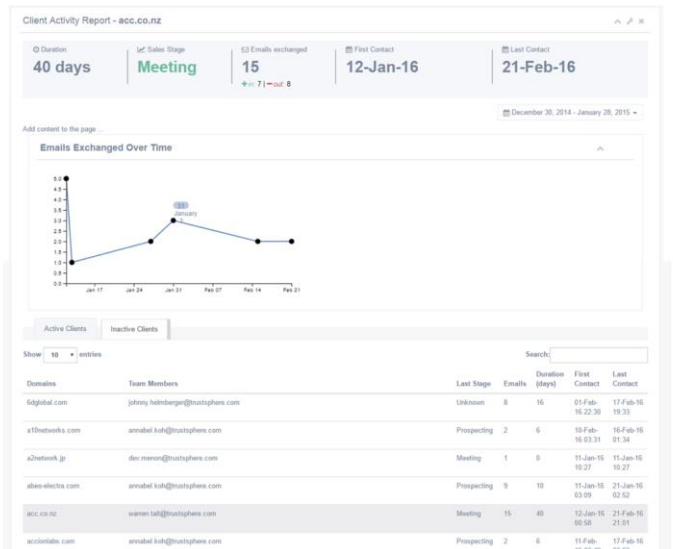 Client Activity Report - acc.co.nz
Duration
40 days
Sales Stage
Meeting
Emails exchanged
15
in: 7 | out: 8
First Contact
12-Jan-16
Last Contact
21-Feb-16
December 30, 2014 - January 28, 2015
Add content to the page ...
Emails Exchanged Over Time
5.0
4.5
4.0
3.5
3.0
2.5
2.0
1.5
1.0
0.5
0.0
January
Jan 17 Jan 24 Jan 31 Feb 07 Feb 14 Feb 21
Active Clients Inactive Clients
Show 10 entries Search:
Domains Team Members Last Stage Emails Duration (days) First Contact Last Contact
6dglobal.com johnny.heimberger@trustsphere.com Unknown 8 16 01-Feb-16 22:30 17-Feb-16 19:33
a10networks.com annabel.koh@trustsphere.com Prospecting 2 6 10-Feb-16 03:31 16-Feb-16 01:34
a2network.jp dev.menon@trustsphere.com Meeting 1 0 11-Jan-16 10:27 11-Jan-16 10:27
abeo-electra.com annabel.koh@trustsphere.com Prospecting 9 10 11-Jan-16 03:09 21-Jan-16 02:52
acc.co.nz warren.tait@trustsphere.com Meeting 15 40 12-Jan-16 00:58 21-Feb-16 21:01
accionlabs.com annabel.koh@trustsphere.com Prospecting 2 6 11-Feb- 17-Feb-16